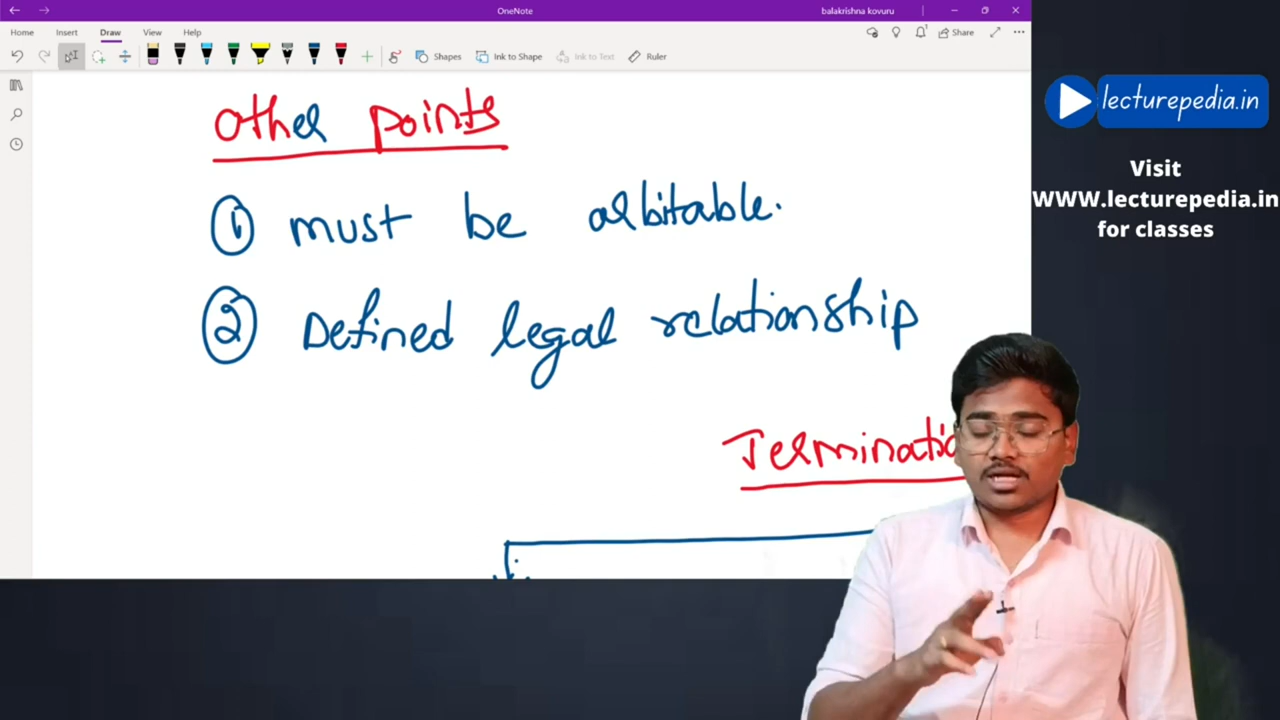 OneNote
balakrishna kovuru
Home Insert Draw View Help
Share
Shapes Ink to Shape Ink to Text Ruler
Other points
① must be arbitable.
② Defined legal relationship
Terminatio
lecturepedia.in
Visit
WWW.lecturepedia.in
for classes